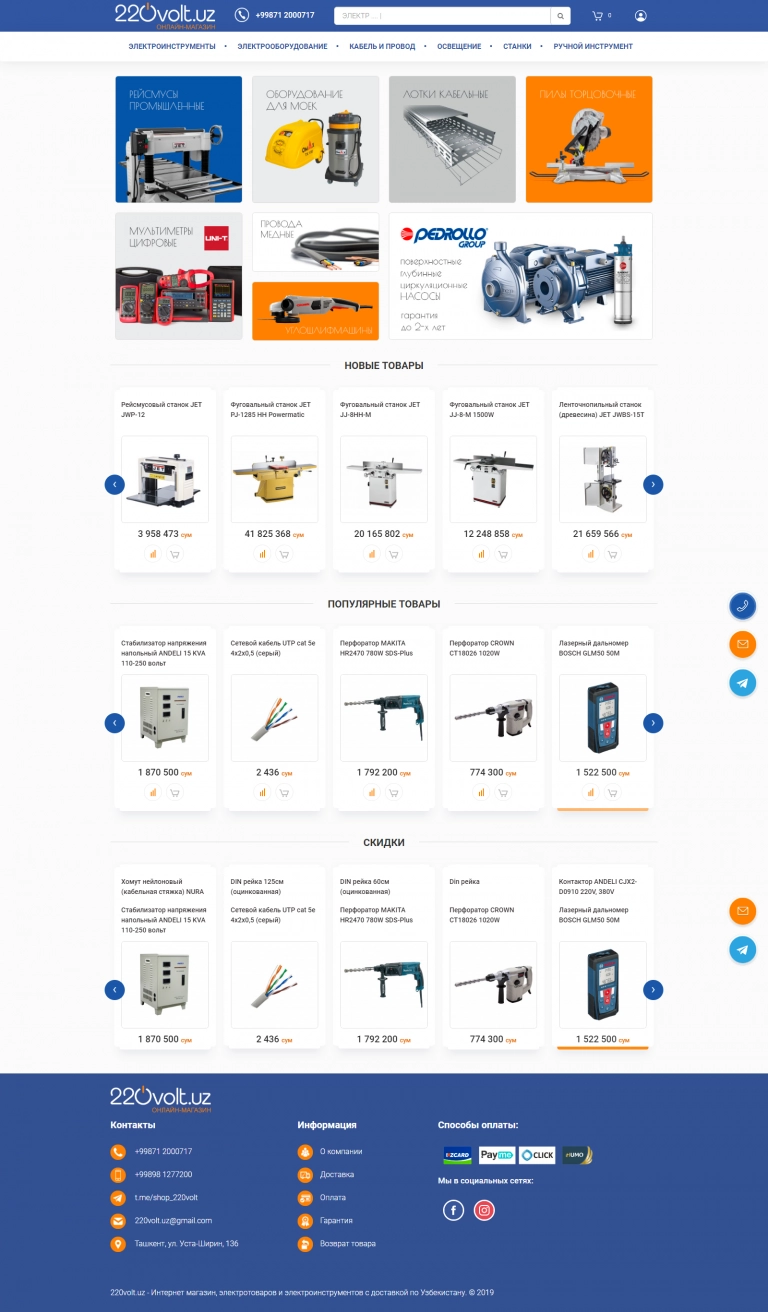 220volt.uz
ОНЛАЙН-МАГАЗИН
+99871 2000717
ЭЛЕКТР ... |
0
ЭЛЕКТРОИНСТРУМЕНТЫ • ЭЛЕКТРООБОРУДОВАНИЕ • КАБЕЛЬ И ПРОВОД • ОСВЕЩЕНИЕ • СТАНКИ • РУЧНОЙ ИНСТРУМЕНТ
РЕЙСМУСЫ
ПРОМЫШЛЕННЫЕ
JET
ОБОРУДОВАНИЕ
ДЛЯ МОЕК
ЛОТКИ КАБЕЛЬНЫЕ
ПИЛЫ ТОРЦОВОЧНЫЕ
МУЛЬТИМЕТРЫ
ЦИФРОВЫЕ
UNI-T
ПРОВОДА
МЕДНЫЕ
УГЛОШЛИФМАШИНЫ
PEDROLLO
GROUP
поверхностные
глубинные
циркуляционные
НАСОСЫ
гарантия
до 2-х лет
НОВЫЕ ТОВАРЫ
Рейсмусовый станок JET
JWP-12
Фуговальный станок JET
PJ-1285 HH Powermatic
Фуговальный станок JET
JJ-8HH-M
Фуговальный станок JET
JJ-8-M 1500W
Ленточнопильный станок
(древесина) JET JWBS-15T
3 958 473 сум
41 825 368 сум
20 165 802 сум
12 248 858 сум
21 659 566 сум
ПОПУЛЯРНЫЕ ТОВАРЫ
Стабилизатор напряжения
напольный ANDELI 15 KVA
110-250 вольт
Сетевой кабель UTP cat 5e
4x2x0,5 (серый)
Перфоратор MAKITA
HR2470 780W SDS-Plus
Перфоратор CROWN
CT18026 1020W
Лазерный дальномер
BOSCH GLM50 50M
1 870 500 сум
2 436 сум
1 792 200 сум
774 300 сум
1 522 500 сум
СКИДКИ
Хомут нейлоновый
(кабельная стяжка) NURA
DIN рейка 125см
(оцинкованная)
DIN рейка 60см
(оцинкованная)
Din рейка
Контактор ANDELI CJX2-
D0910 220V, 380V
Стабилизатор напряжения
напольный ANDELI 15 KVA
110-250 вольт
Сетевой кабель UTP cat 5e
4x2x0,5 (серый)
Перфоратор MAKITA
HR2470 780W SDS-Plus
Перфоратор CROWN
CT18026 1020W
Лазерный дальномер
BOSCH GLM50 50M
1 870 500 сум
2 436 сум
1 792 200 сум
774 300 сум
1 522 500 сум
220volt.uz
ОНЛАЙН-МАГАЗИН
Контакты
+99871 2000717
+99898 1277200
t.me/shop_220volt
220volt.uz@gmail.com
Ташкент, ул. Уста-Ширин, 136
Информация
О компании
Доставка
Оплата
Гарантия
Возврат товара
Способы оплаты:
UZCARD Payme CLICK HUMO
Мы в социальных сетях:
220volt.uz - Интернет магазин, электротоваров и электроинструментов с доставкой по Узбекистану. © 2019